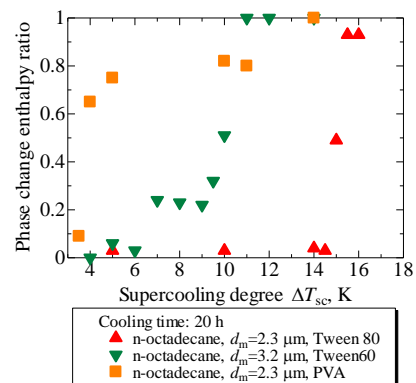 Phase change enthalpy ratio
1
0.8
0.6
0.4
0.2
0
4 6 8 10 12 14 16 18
Supercooling degree ΔTsc, K
Cooling time: 20 h
n-octadecane, dm=2.3 μm, Tween 80
n-octadecane, dm=3.2 μm, Tween60
n-octadecane, dm=2.3 μm, PVA